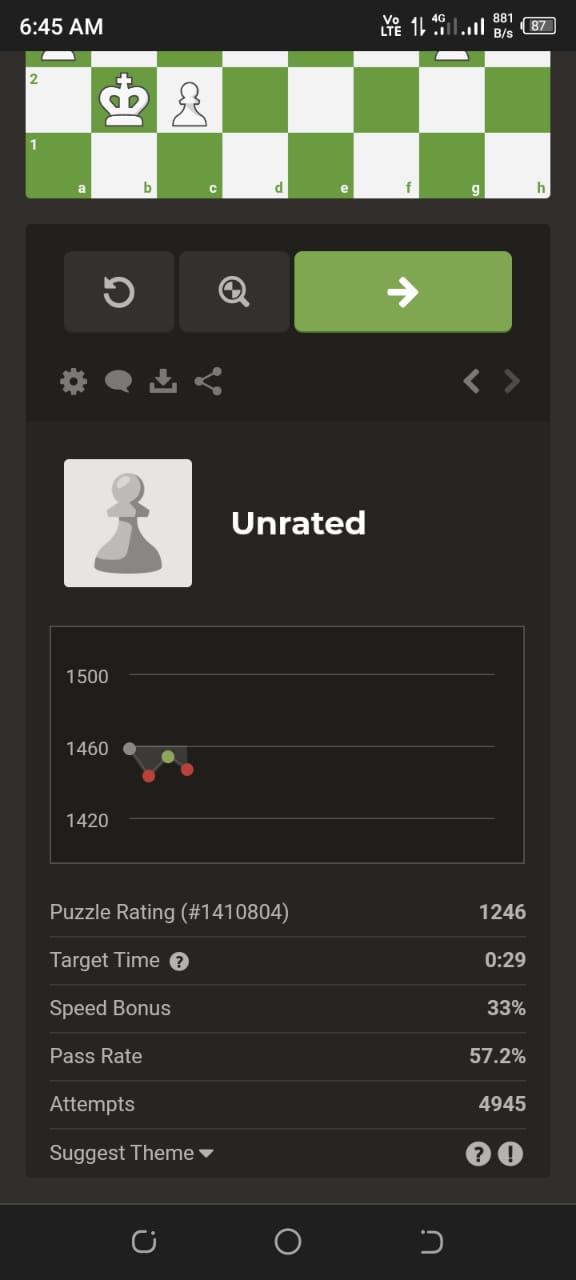 6:45 AM Vo LTE 4G 881 B/s 87
2
1
a b c d e f g h
Unrated
1500
1460
1420
Puzzle Rating (#1410804) 1246
Target Time ? 0:29
Speed Bonus 33%
Pass Rate 57.2%
Attempts 4945
Suggest Theme ? !